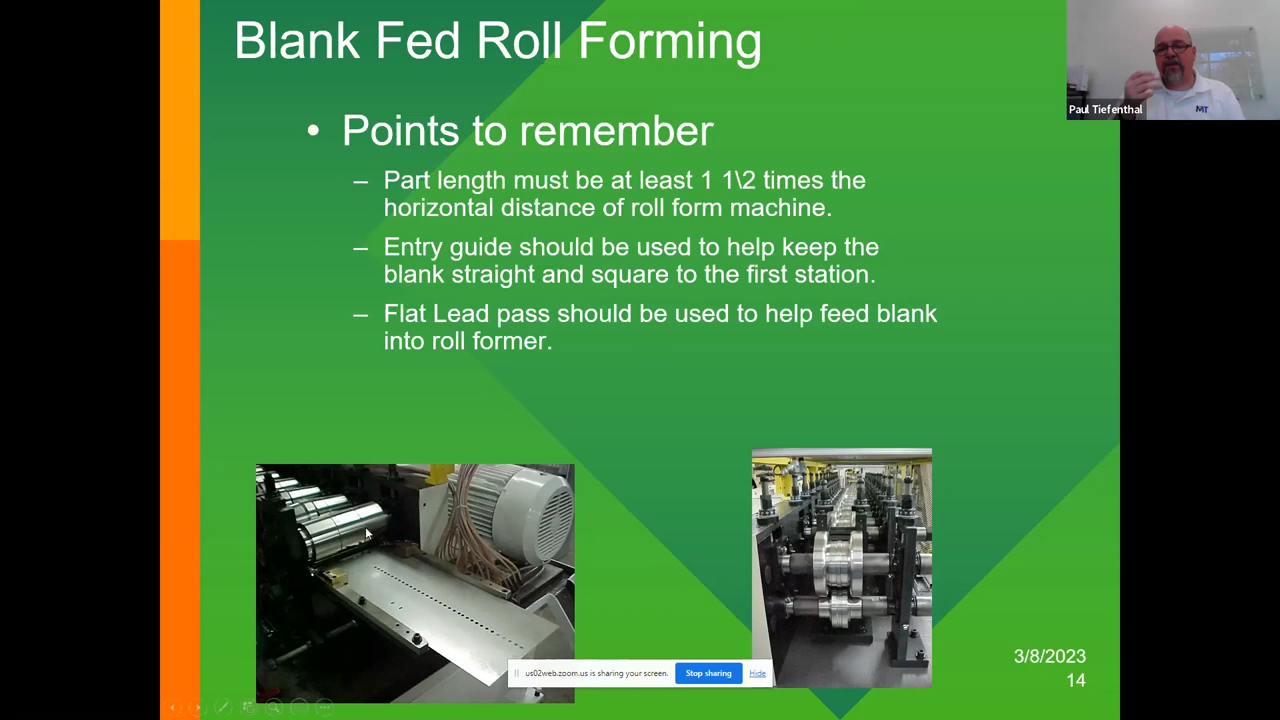 Blank Fed Roll Forming
Paul Tiefenthal
MT
• Points to remember
– Part length must be at least 1 1\2 times the
horizontal distance of roll form machine.
– Entry guide should be used to help keep the
blank straight and square to the first station.
– Flat Lead pass should be used to help feed blank
into roll former.
3/8/2023
us02web.zoom.us is sharing your screen.
Stop sharing
Hide
14